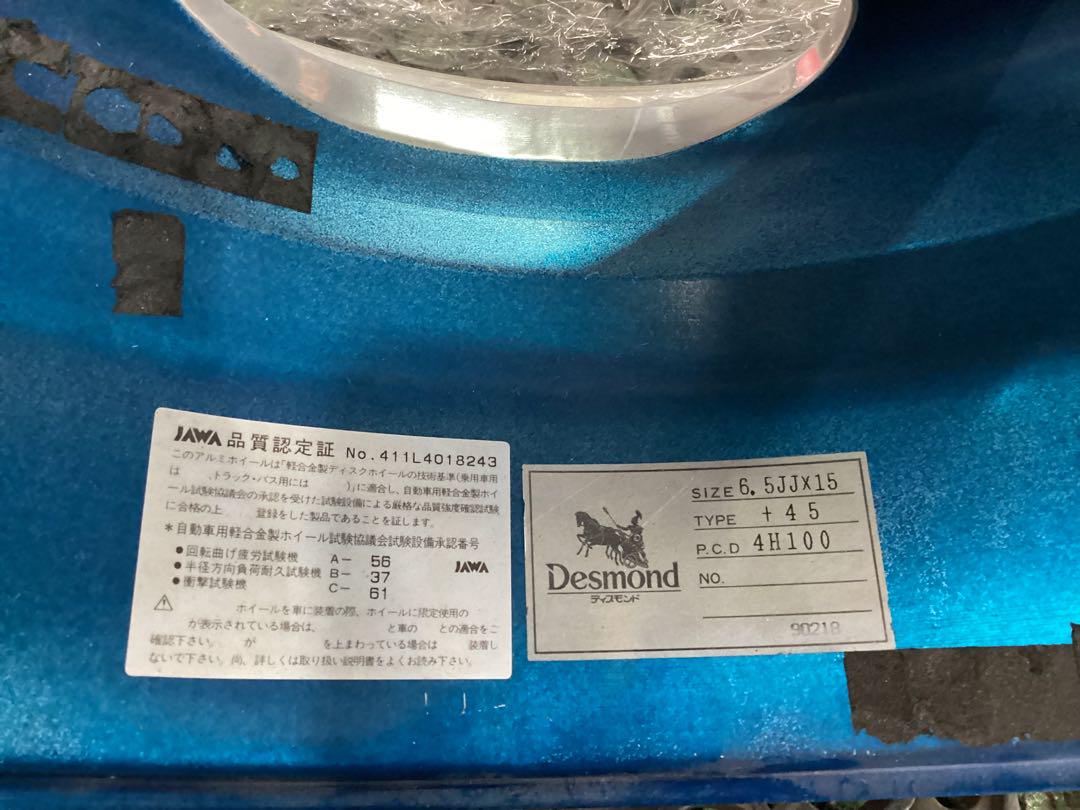 JAWA 品質認定証 No.411L4018243
このアルミホイールは「軽合金製ディスクホイールの技術基準(乗用車用
は 、トラック・バス用には )」に適合し、自動車用軽合金製ホイ
ール試験協議会の承認を受けた試験設備による厳格な品質強度確認試験
に合格の上 登録をした製品であることを証します。
*自動車用軽合金製ホイール試験協議会試験設備承認番号
●回転曲げ疲労試験機 A- 56
●半径方向負荷耐久試験機 B- 37
●衝撃試験機 C- 61
JAWA
ホイールを車に装着の際、ホイールに限定使用の
が表示されている場合は、 と車の との適合をご
確認下さい。 が を上まわっている場合は 装着し
ないで下さい。尚、詳しくは取り扱い説明書をよくお読み下さい。
Desmond
ディスモンド
SIZE 6.5JJX15
TYPE +45
P.C.D 4H100
NO.
90218